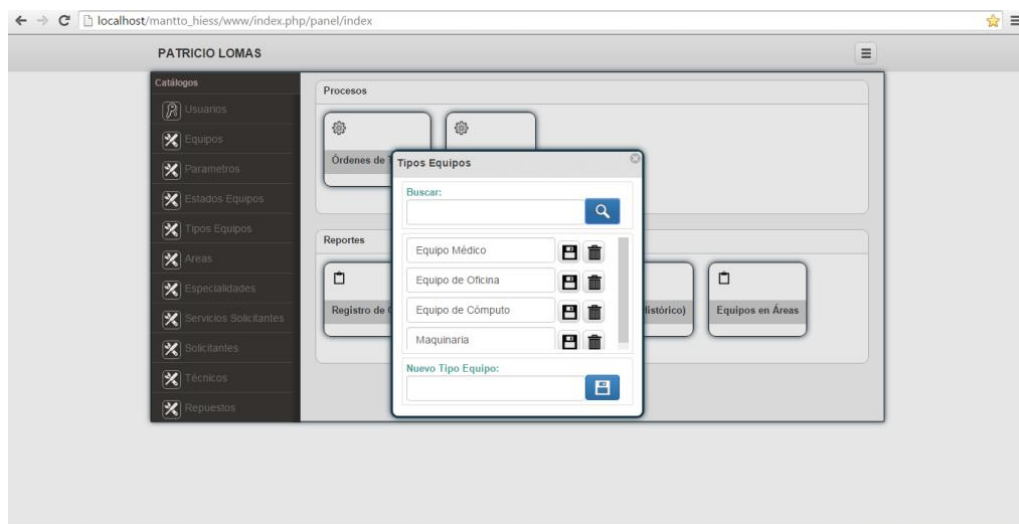 localhost/mantto_hiess/www/index.php/panel/index
PATRICIO LOMAS
Catálogos
Usuarios
Equipos
Parametros
Estados Equipos
Tipos Equipos
Areas
Especialidades
Servicios Solicitantes
Solicitantes
Técnicos
Repuestos
Procesos
Órdenes de
Tipos Equipos
Buscar:
Equipo Médico
Equipo de Oficina
Equipo de Cómputo
Maquinaria
Nuevo Tipo Equipo:
Reportes
Registro de
Histórico)
Equipos en Áreas